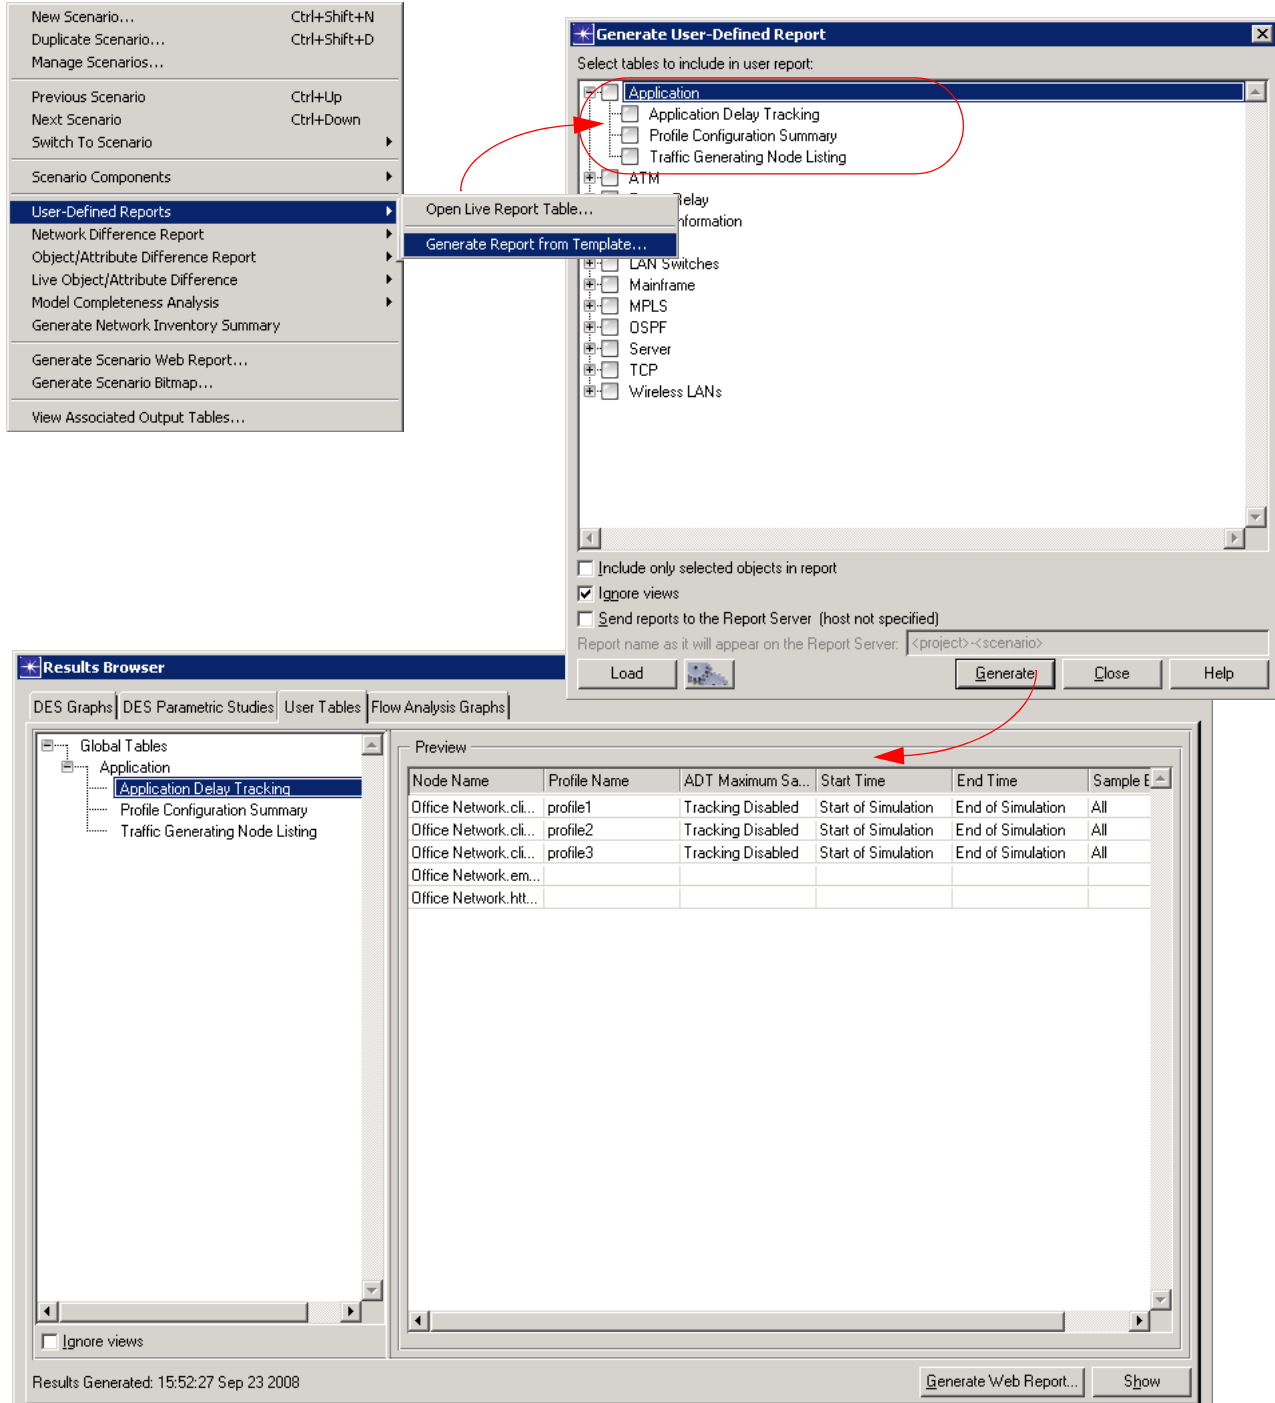 New Scenario... Ctrl+Shift+N
Duplicate Scenario... Ctrl+Shift+D
Manage Scenarios...
Previous Scenario Ctrl+Up
Next Scenario Ctrl+Down
Switch To Scenario
Scenario Components
User-Defined Reports
Network Difference Report
Object/Attribute Difference Report
Live Object/Attribute Difference
Model Completeness Analysis
Generate Network Inventory Summary
Generate Scenario Web Report...
Generate Scenario Bitmap...
View Associated Output Tables...
Open Live Report Table...
Generate Report from Template...
Generate User-Defined Report
Select tables to include in user report:
Application
Application Delay Tracking
Profile Configuration Summary
Traffic Generating Node Listing
ATM
Relay
nformation
LAN Switches
Mainframe
MPLS
OSPF
Server
TCP
Wireless LANs
Include only selected objects in report
Ignore views
Send reports to the Report Server (host not specified)
Report name as it will appear on the Report Server: <project>-<scenario>
Load Generate Close Help
Results Browser
DES Graphs DES Parametric Studies User Tables Flow Analysis Graphs
Global Tables
Application
Application Delay Tracking
Profile Configuration Summary
Traffic Generating Node Listing
Preview
Node Name Profile Name ADT Maximum Sa... Start Time End Time Sample E
Office Network.cli... profile1 Tracking Disabled Start of Simulation End of Simulation All
Office Network.cli... profile2 Tracking Disabled Start of Simulation End of Simulation All
Office Network.cli... profile3 Tracking Disabled Start of Simulation End of Simulation All
Office Network.em...
Office Network.htt...
Ignore views
Results Generated: 15:52:27 Sep 23 2008
Generate Web Report... Show